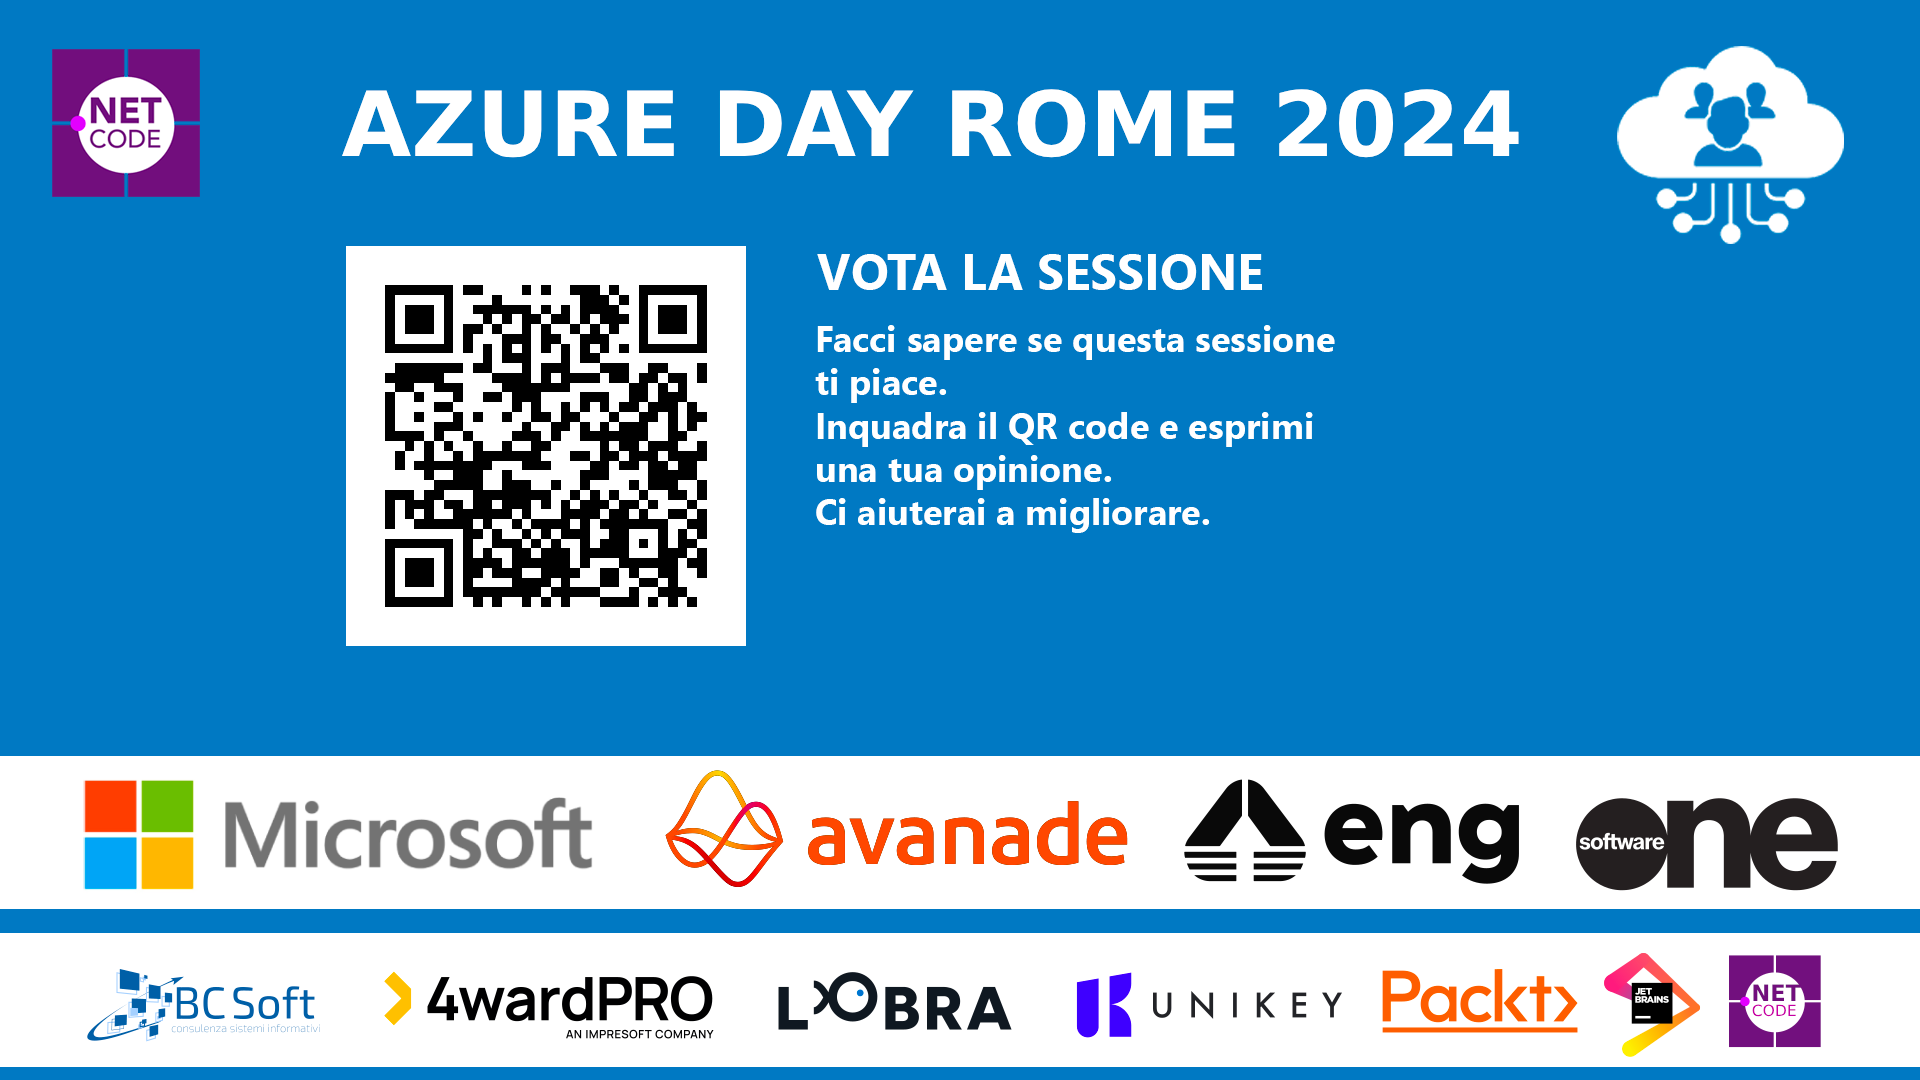 NET
CODE
AZURE DAY ROME 2024
VOTA LA SESSIONE
Facci sapere se questa sessione
ti piace.
Inquadra il QR code e esprimi
una tua opinione.
Ci aiuterai a migliorare.
Microsoft
avanade
eng
software
one
BC Soft
consulenza sistemi informativi
4wardPRO
AN IMPRESOFT COMPANY
LOBRA
UNIKEY
Packt
JET
BRAINS
NET
CODE